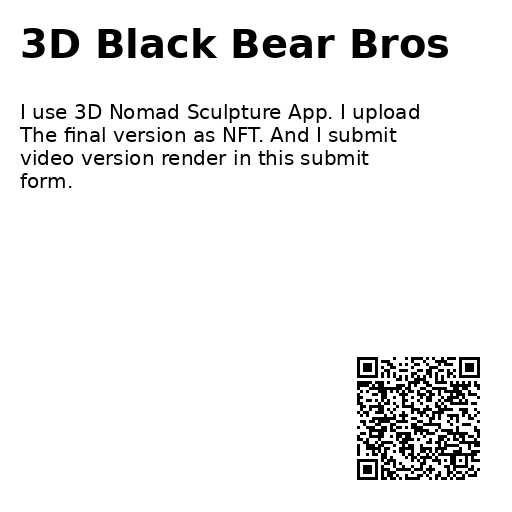 3D Black Bear Bros
I use 3D Nomad Sculpture App. I upload
The final version as NFT. And I submit
video version render in this submit
form.